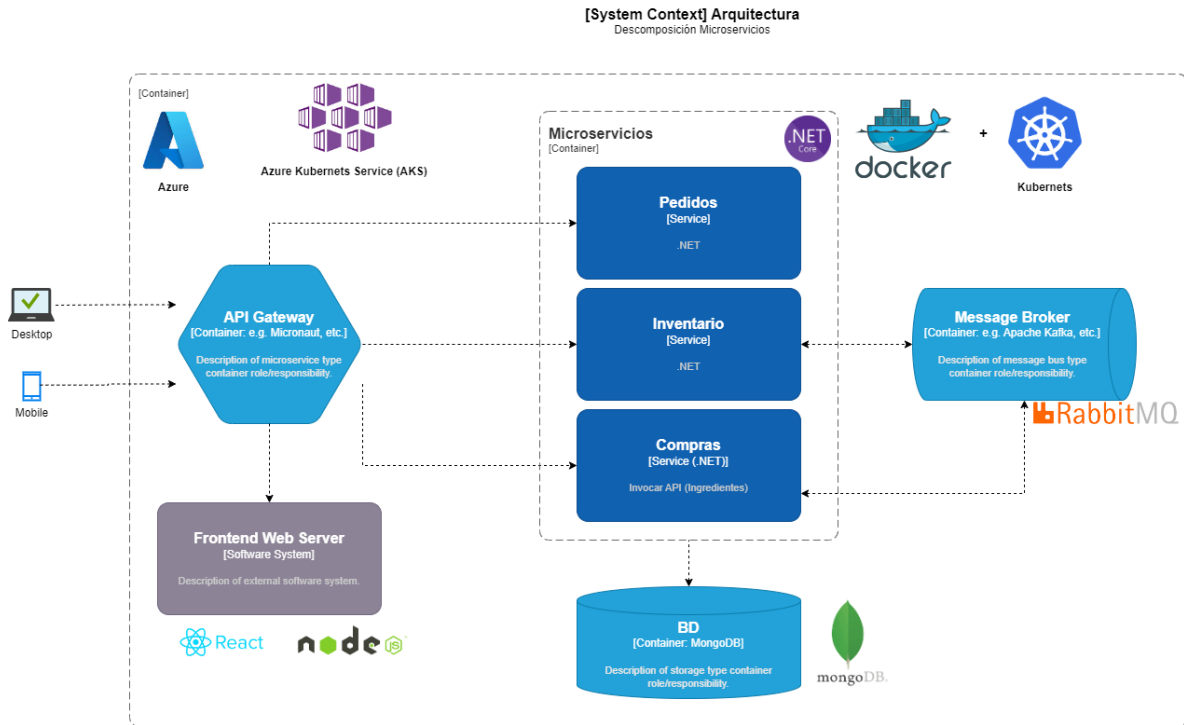 [System Context] Arquitectura
Descomposición Microservicios
[Container]
Azure
Azure Kubernets Service (AKS)
Microservicios
[Container]
.NET
Core
docker
+
Kubernets
Pedidos
[Service]
.NET
Desktop
Mobile
API Gateway
[Container: e.g. Micronaut, etc.]
Description of microservice type
container role/responsibility.
Inventario
[Service]
.NET
Message Broker
[Container: e.g. Apache Kafka, etc.]
Description of message bus type
container role/responsibility.
RabbitMQ
Compras
[Service (.NET)]
Invocar API (Ingredientes)
Frontend Web Server
[Software System]
Description of external software system.
React
node
JS
BD
[Container: MongoDB]
Description of storage type container
role/responsibility.
mongoDB.